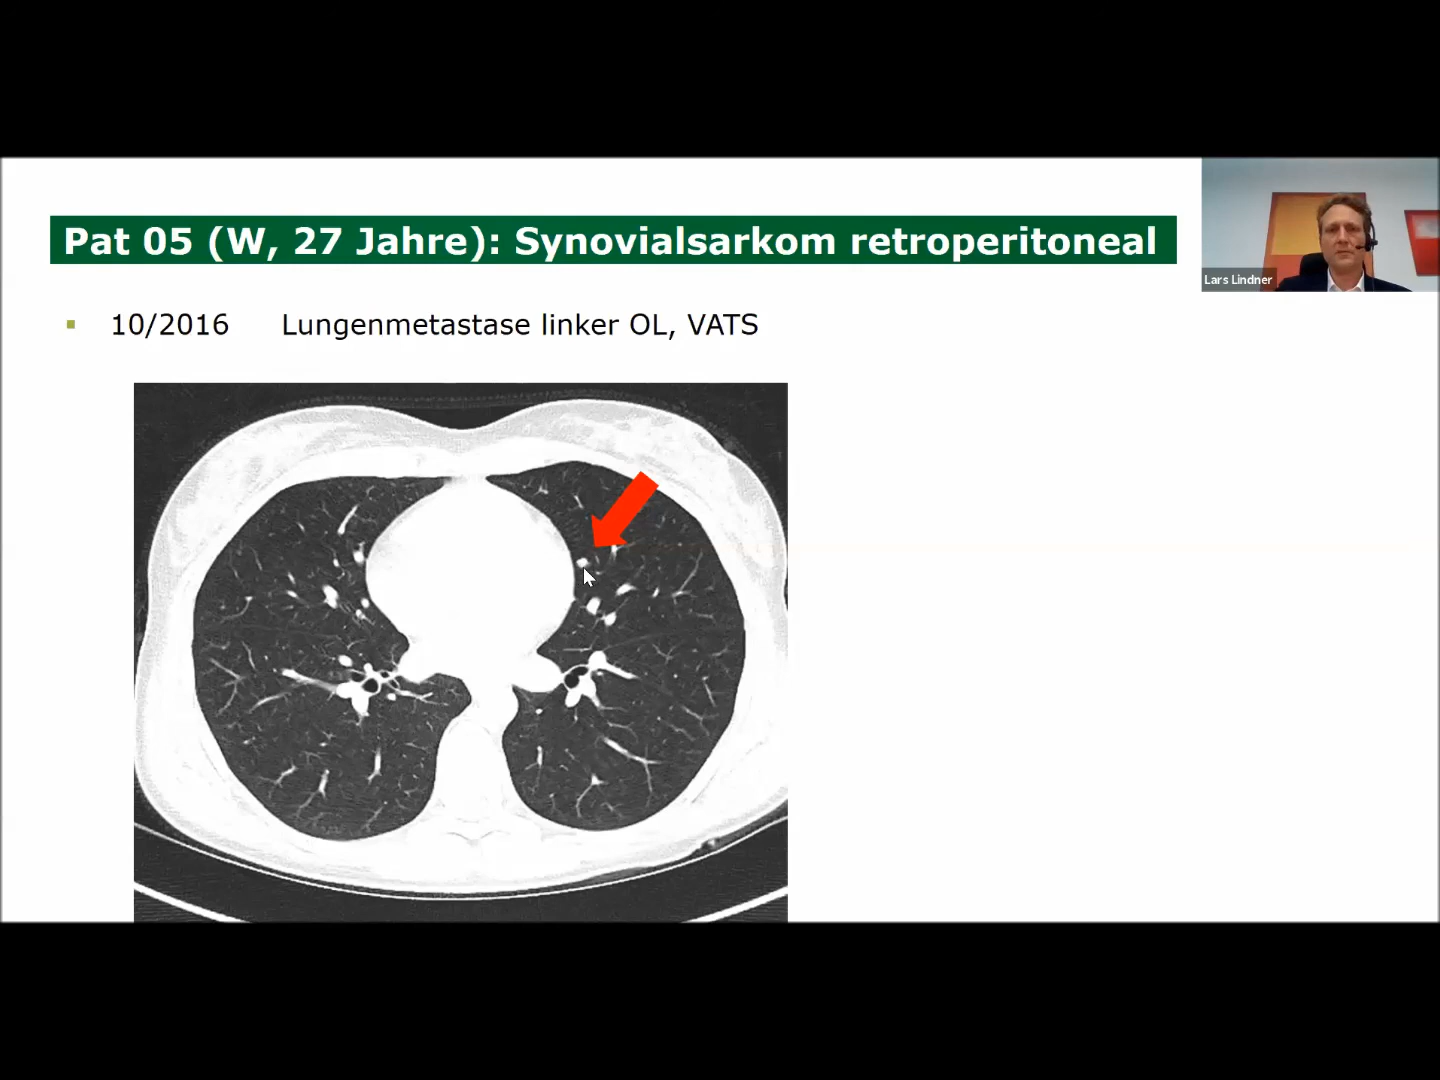 Pat 05 (W, 27 Jahre): Synovialsarkom retroperitoneal
Lars Lindner
10/2016 Lungenmetastase linker OL, VATS